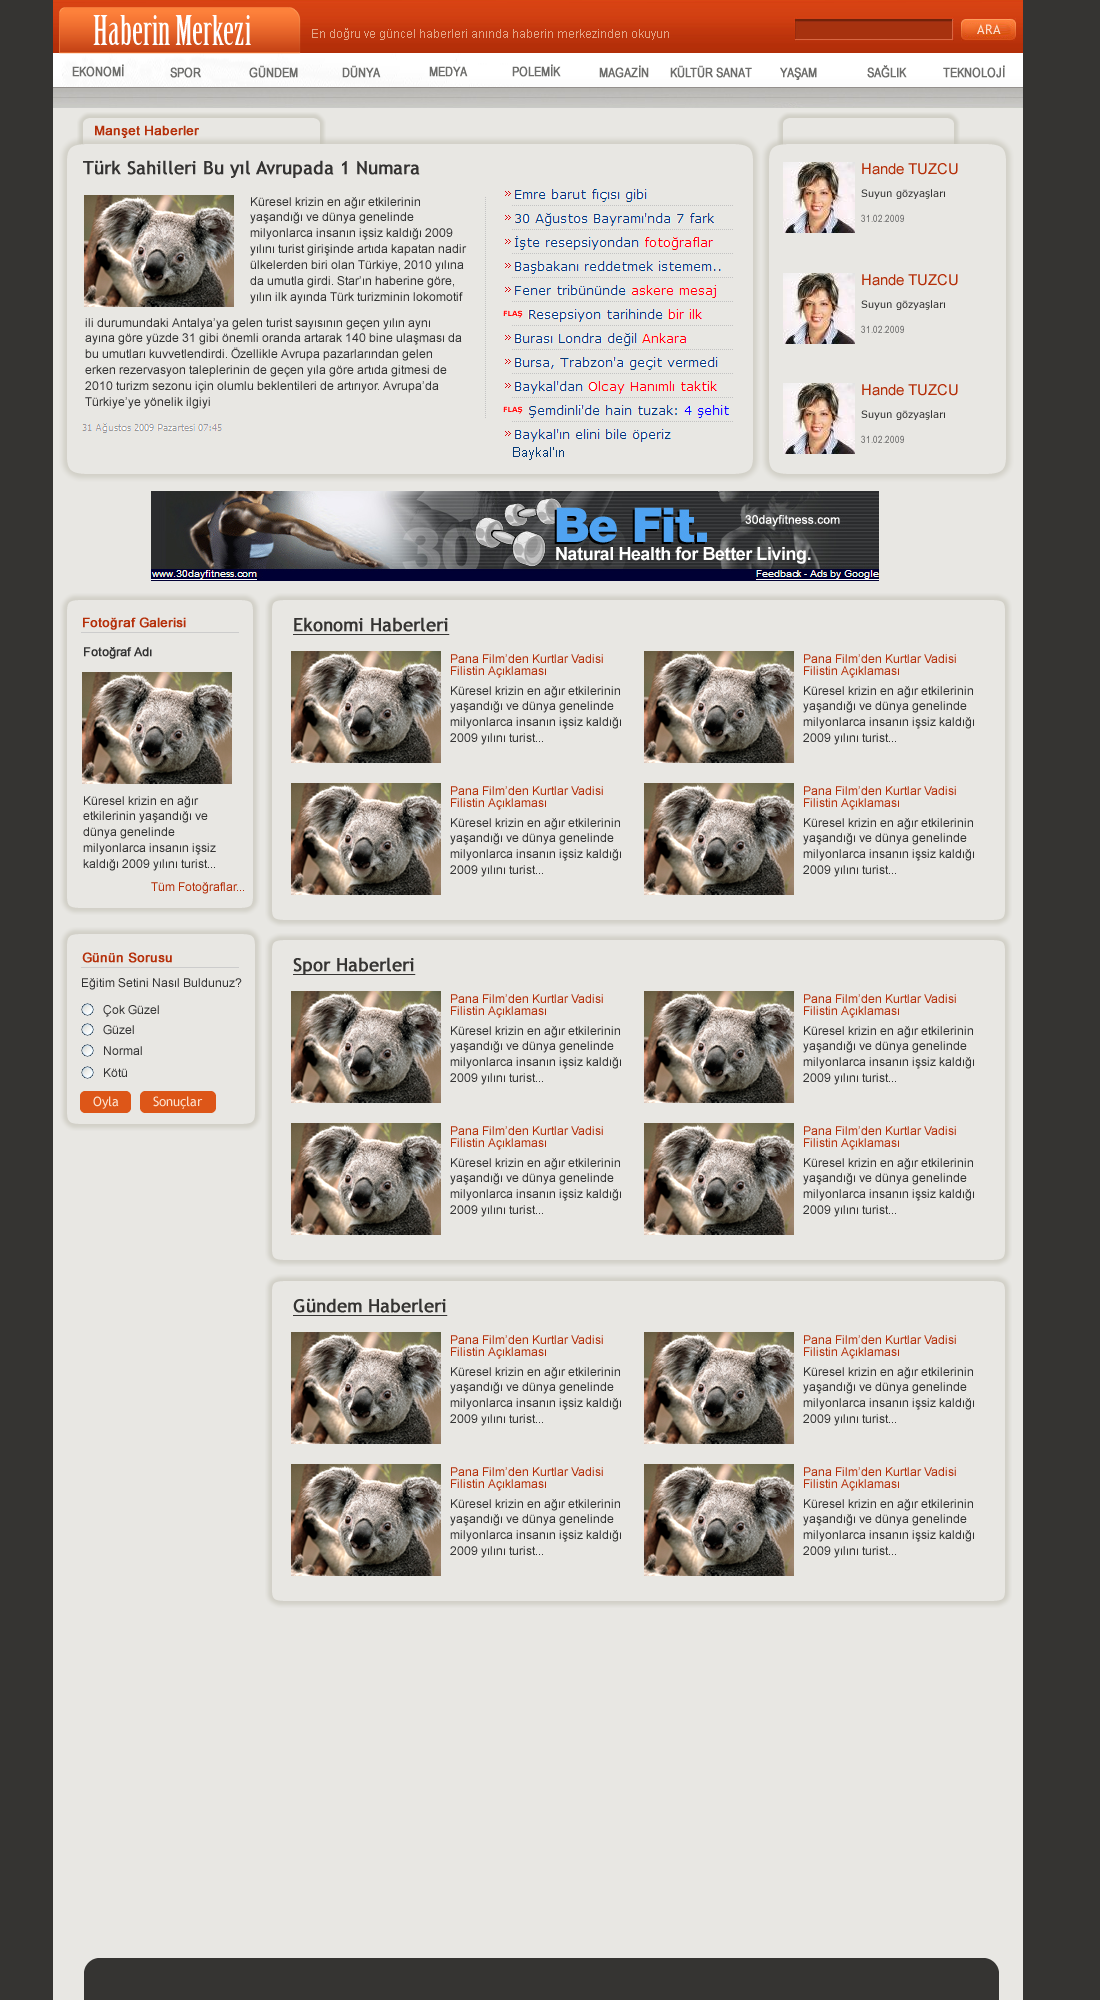 Haberin Merkezi
En doğru ve güncel haberleri anında haberin merkezinden okuyun
ARA
EKONOMİ SPOR GÜNDEM DÜNYA MEDYA POLEMİK MAGAZİN KÜLTÜR SANAT YAŞAM SAĞLIK TEKNOLOJİ
Manşet Haberler
Türk Sahilleri Bu yıl Avrupada 1 Numara
Küresel krizin en ağır etkilerinin
yaşandığı ve dünya genelinde
milyonlarca insanın işsiz kaldığı 2009
yılını turist girişinde artıda kapatan nadir
ülkelerden biri olan Türkiye, 2010 yılına
da umutla girdi. Star’ın haberine göre,
yılın ilk ayında Türk turizminin lokomotif
ili durumundaki Antalya’ya gelen turist sayısının geçen yılın aynı
ayına göre yüzde 31 gibi önemli oranda artarak 140 bine ulaşması da
bu umutları kuvvetlendirdi. Özellikle Avrupa pazarlarından gelen
erken rezervasyon taleplerinin de geçen yıla göre artıda gitmesi de
2010 turizm sezonu için olumlu beklentileri de artırıyor. Avrupa’da
Türkiye’ye yönelik ilgiyi
31 Ağustos 2009 Pazartesi 07:45
» Emre barut fıçısı gibi
» 30 Ağustos Bayramı'nda 7 fark
» İşte resepsiyondan fotoğraflar
» Başbakanı reddetmek istemem..
» Fener tribününde askere mesaj
FLAŞ Resepsiyon tarihinde bir ilk
» Burası Londra değil Ankara
» Bursa, Trabzon'a geçit vermedi
» Baykal'dan Olcay Hanımlı taktik
FLAŞ Şemdinli'de hain tuzak: 4 şehit
» Baykal'ın elini bile öperiz
Baykal'ın
Hande TUZCU
Suyun gözyaşları
31.02.2009
Hande TUZCU
Suyun gözyaşları
31.02.2009
Hande TUZCU
Suyun gözyaşları
31.02.2009
30
Be Fit.
30dayfitness.com
Natural Health for Better Living.
www.30dayfitness.com
Feedback - Ads by Google
Fotoğraf Galerisi
Fotoğraf Adı
Küresel krizin en ağır
etkilerinin yaşandığı ve
dünya genelinde
milyonlarca insanın işsiz
kaldığı 2009 yılını turist...
Tüm Fotoğraflar...
Günün Sorusu
Eğitim Setini Nasıl Buldunuz?
Çok Güzel
Güzel
Normal
Kötü
Oyla Sonuçlar
Ekonomi Haberleri
Pana Film’den Kurtlar Vadisi
Filistin Açıklaması
Küresel krizin en ağır etkilerinin
yaşandığı ve dünya genelinde
milyonlarca insanın işsiz kaldığı
2009 yılını turist...
Pana Film’den Kurtlar Vadisi
Filistin Açıklaması
Küresel krizin en ağır etkilerinin
yaşandığı ve dünya genelinde
milyonlarca insanın işsiz kaldığı
2009 yılını turist...
Pana Film’den Kurtlar Vadisi
Filistin Açıklaması
Küresel krizin en ağır etkilerinin
yaşandığı ve dünya genelinde
milyonlarca insanın işsiz kaldığı
2009 yılını turist...
Pana Film’den Kurtlar Vadisi
Filistin Açıklaması
Küresel krizin en ağır etkilerinin
yaşandığı ve dünya genelinde
milyonlarca insanın işsiz kaldığı
2009 yılını turist...
Spor Haberleri
Pana Film’den Kurtlar Vadisi
Filistin Açıklaması
Küresel krizin en ağır etkilerinin
yaşandığı ve dünya genelinde
milyonlarca insanın işsiz kaldığı
2009 yılını turist...
Pana Film’den Kurtlar Vadisi
Filistin Açıklaması
Küresel krizin en ağır etkilerinin
yaşandığı ve dünya genelinde
milyonlarca insanın işsiz kaldığı
2009 yılını turist...
Pana Film’den Kurtlar Vadisi
Filistin Açıklaması
Küresel krizin en ağır etkilerinin
yaşandığı ve dünya genelinde
milyonlarca insanın işsiz kaldığı
2009 yılını turist...
Pana Film’den Kurtlar Vadisi
Filistin Açıklaması
Küresel krizin en ağır etkilerinin
yaşandığı ve dünya genelinde
milyonlarca insanın işsiz kaldığı
2009 yılını turist...
Gündem Haberleri
Pana Film’den Kurtlar Vadisi
Filistin Açıklaması
Küresel krizin en ağır etkilerinin
yaşandığı ve dünya genelinde
milyonlarca insanın işsiz kaldığı
2009 yılını turist...
Pana Film’den Kurtlar Vadisi
Filistin Açıklaması
Küresel krizin en ağır etkilerinin
yaşandığı ve dünya genelinde
milyonlarca insanın işsiz kaldığı
2009 yılını turist...
Pana Film’den Kurtlar Vadisi
Filistin Açıklaması
Küresel krizin en ağır etkilerinin
yaşandığı ve dünya genelinde
milyonlarca insanın işsiz kaldığı
2009 yılını turist...
Pana Film’den Kurtlar Vadisi
Filistin Açıklaması
Küresel krizin en ağır etkilerinin
yaşandığı ve dünya genelinde
milyonlarca insanın işsiz kaldığı
2009 yılını turist...